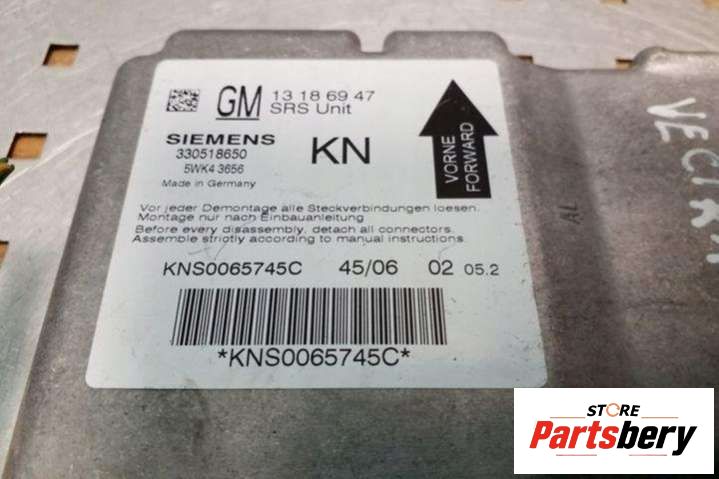 GM 13 18 69 47
SRS Unit
SIEMENS
330518650
5WK4 3656
KN
Made in Germany
VORNE
FORWARD
Vor jeder Demontage alle Steckverbindungen loesen.
Montage nur nach Einbauanleitung
Before every disassembly, detach all connectors.
Assemble strictly according to manual instructions.
KNS0065745C 45/06 02 05.2
*KNS0065745C*
AL
STORE
Partsbery